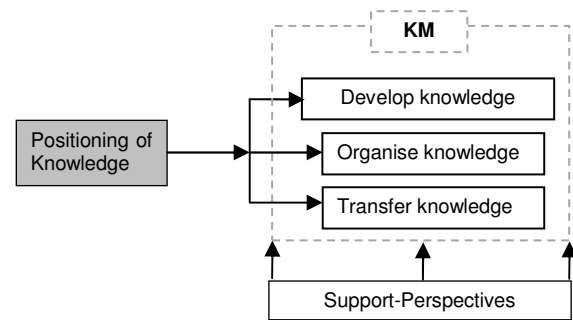 KM
Develop knowledge
Positioning of
Knowledge
Organise knowledge
Transfer knowledge
Support-Perspectives